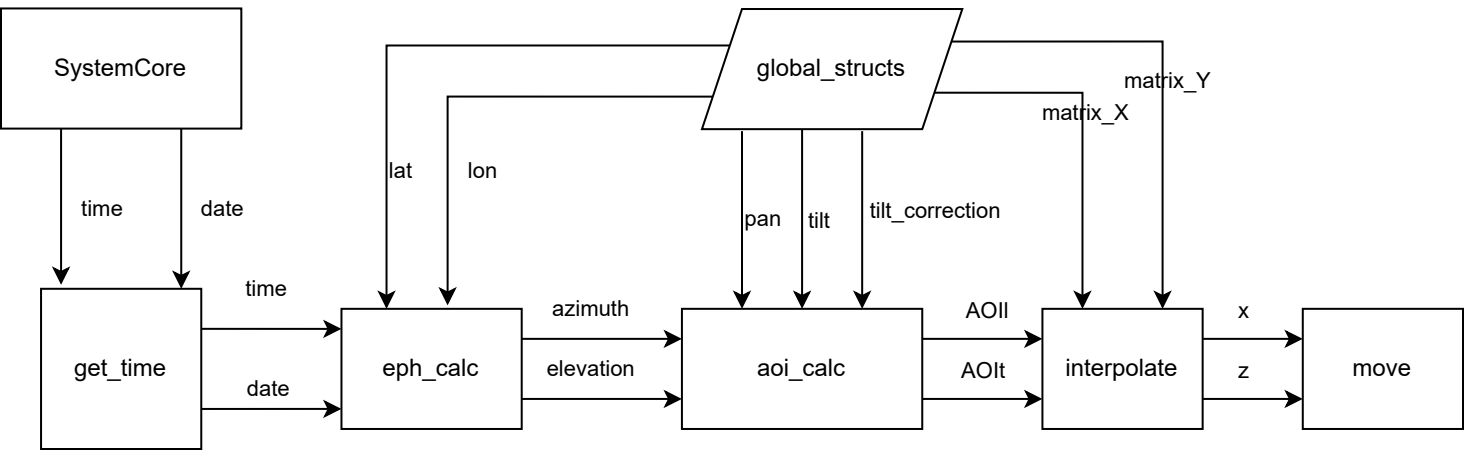 SystemCore
global_structs
matrix_Y
matrix_X
lat
lon
time
date
pan
tilt
tilt_correction
time
azimuth
AOIl
x
get_time
eph_calc
elevation
aoi_calc
AOIt
interpolate
z
move
date